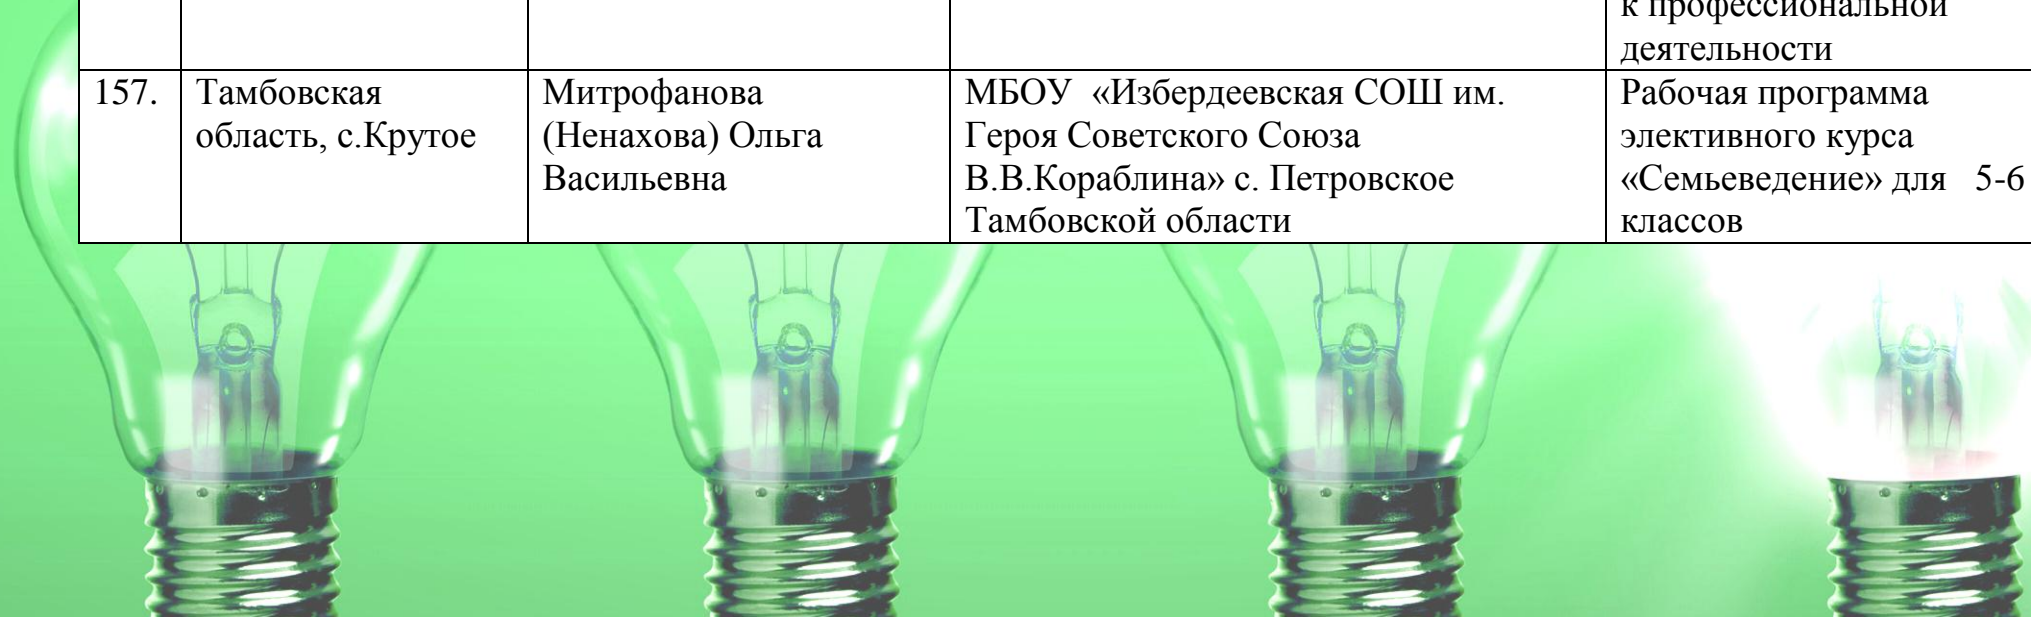 к профессиональной
деятельности
157.
Тамбовская
область, с.Крутое
Митрофанова
(Ненахова) Ольга
Васильевна
МБОУ «Избердеевская СОШ им.
Героя Советского Союза
В.В.Кораблина» с. Петровское
Тамбовской области
Рабочая программа
элективного курса
«Семьеведение» для 5-6
классов